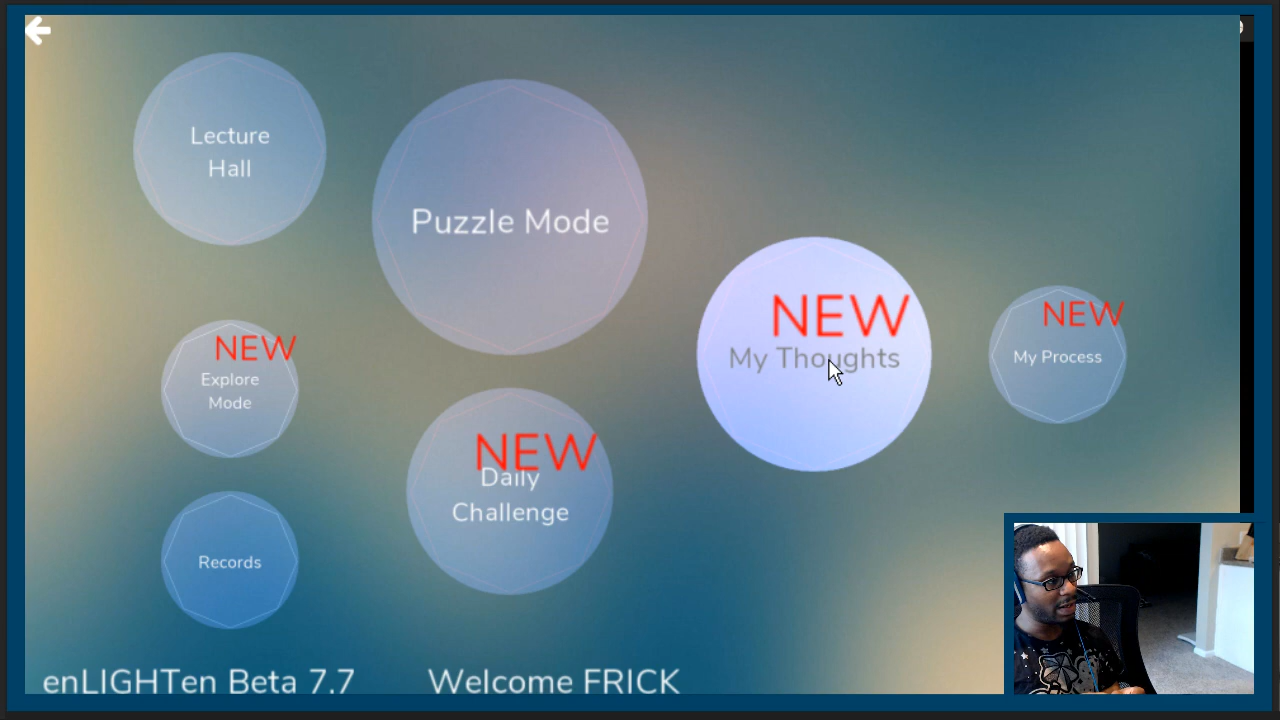 Lecture
Hall
Puzzle Mode
NEW
My Thoughts
NEW
My Process
NEW
Explore
Mode
NEW
Daily
Challenge
Records
enLIGHTen Beta 7.7
Welcome FRICK